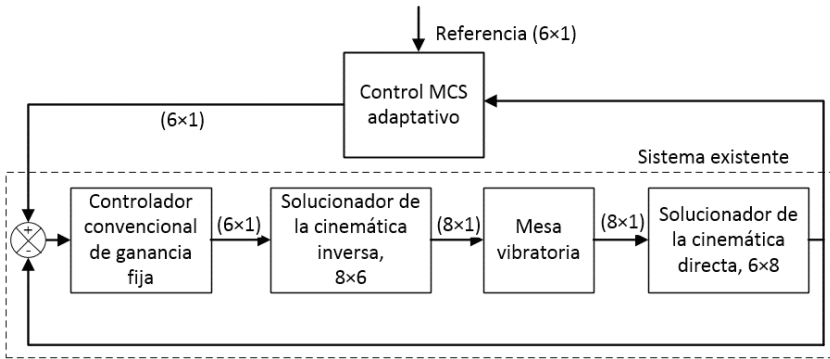 Referencia (6×1)
Control MCS
adaptativo
(6×1)
Sistema existente
+
-
Controlador
convencional
de ganancia
fija
(6×1)
Solucionador de
la cinemática
inversa,
8×6
(8×1)
Mesa
vibratoria
(8×1)
Solucionador de
la cinemática
directa, 6×8